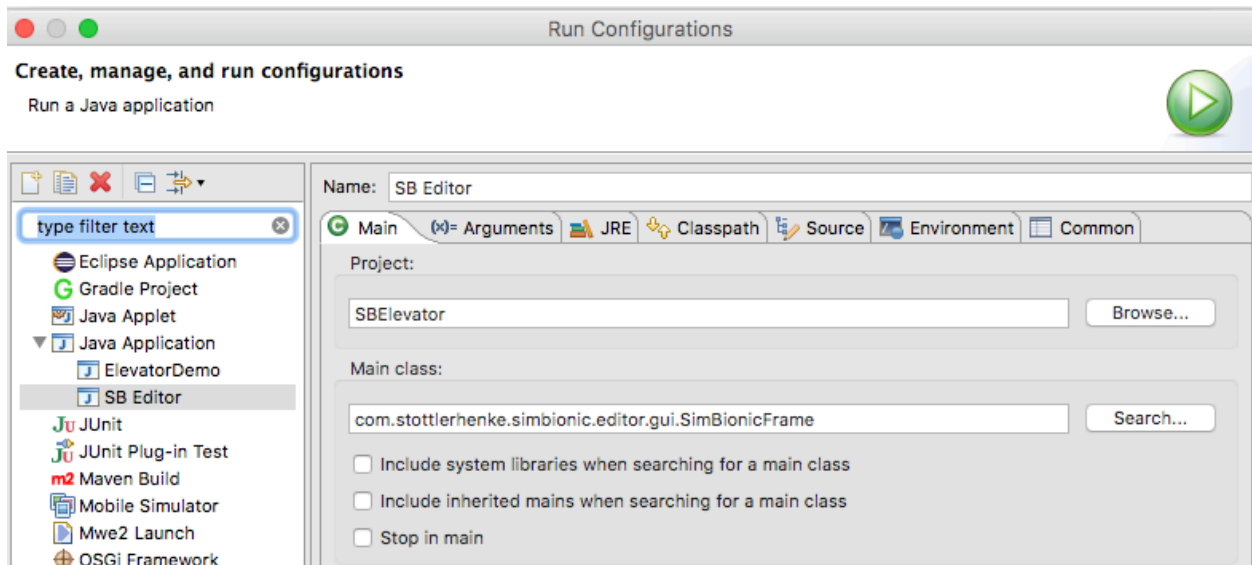 Run Configurations
Create, manage, and run configurations
Run a Java application
Name: SB Editor
type filter text
Main (x)= Arguments JRE Classpath Source Environment Common
Eclipse Application
Gradle Project
Java Applet
Java Application
ElevatorDemo
SB Editor
JUnit
JUnit Plug-in Test
m2 Maven Build
Mobile Simulator
Mwe2 Launch
OSGi Framework
Project:
SBElevator Browse...
Main class:
com.stottlerhenke.simbionic.editor.gui.SimBionicFrame Search...
Include system libraries when searching for a main class
Include inherited mains when searching for a main class
Stop in main